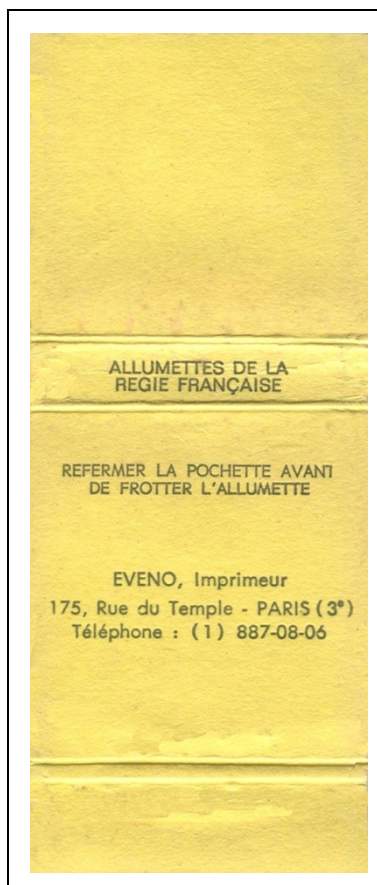 ALLUMETTES DE LA
REGIE FRANÇAISE
REFERMER LA POCHETTE AVANT
DE FROTTER L'ALLUMETTE
EVENO, Imprimeur
175, Rue du Temple - PARIS (3e)
Téléphone : (1) 887-08-06